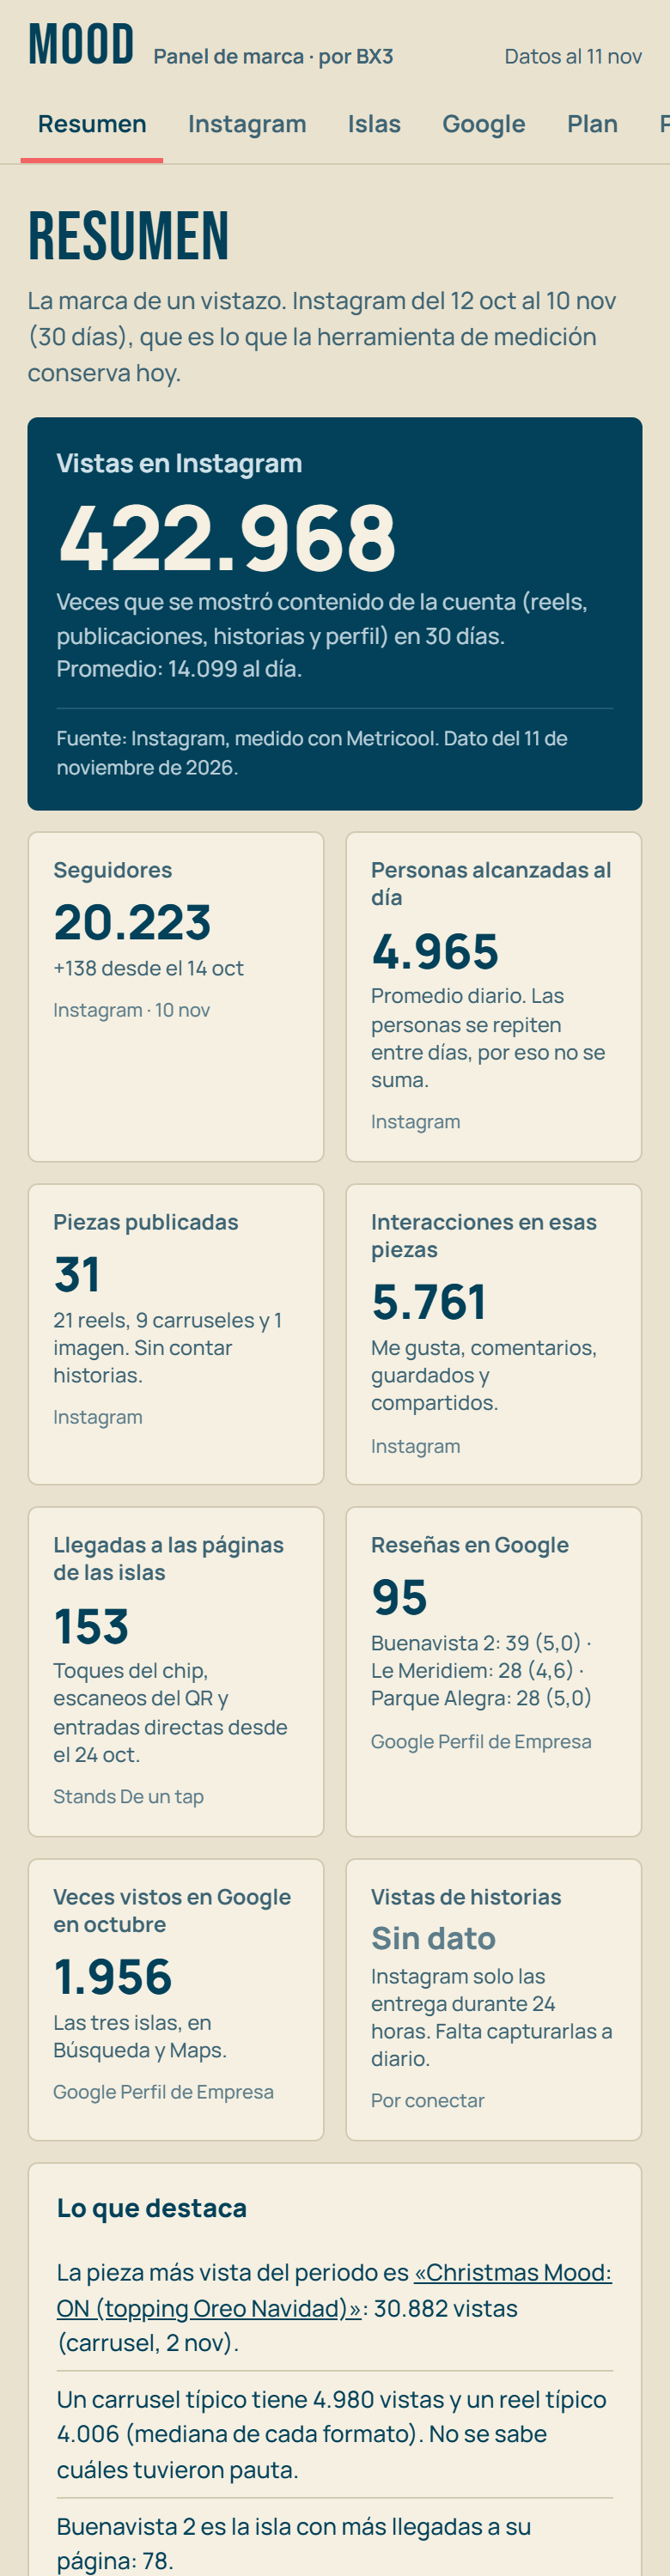 MOOD Panel de marca · por BX3 Datos al 11 nov
Resumen Instagram Islas Google Plan
RESUMEN
La marca de un vistazo. Instagram del 12 oct al 10 nov
(30 días), que es lo que la herramienta de medición
conserva hoy.
Vistas en Instagram
422.968
Veces que se mostró contenido de la cuenta (reels,
publicaciones, historias y perfil) en 30 días.
Promedio: 14.099 al día.
Fuente: Instagram, medido con Metricool. Dato del 11 de
noviembre de 2026.
Seguidores
20.223
+138 desde el 14 oct
Instagram · 10 nov
Personas alcanzadas al
día
4.965
Promedio diario. Las
personas se repiten
entre días, por eso no se
suma.
Instagram
Piezas publicadas
31
21 reels, 9 carruseles y 1
imagen. Sin contar
historias.
Instagram
Interacciones en esas
piezas
5.761
Me gusta, comentarios,
guardados y
compartidos.
Instagram
Llegadas a las páginas
de las islas
153
Toques del chip,
escaneos del QR y
entradas directas desde
el 24 oct.
Stands De un tap
Reseñas en Google
95
Buenavista 2: 39 (5,0) ·
Le Meridiem: 28 (4,6) ·
Parque Alegra: 28 (5,0)
Google Perfil de Empresa
Veces vistos en Google
en octubre
1.956
Las tres islas, en
Búsqueda y Maps.
Google Perfil de Empresa
Vistas de historias
Sin dato
Instagram solo las
entrega durante 24
horas. Falta capturarlas a
diario.
Por conectar
Lo que destaca
La pieza más vista del periodo es «Christmas Mood:
ON (topping Oreo Navidad)»: 30.882 vistas
(carrusel, 2 nov).
Un carrusel típico tiene 4.980 vistas y un reel típico
4.006 (mediana de cada formato). No se sabe
cuáles tuvieron pauta.
Buenavista 2 es la isla con más llegadas a su
página: 78.